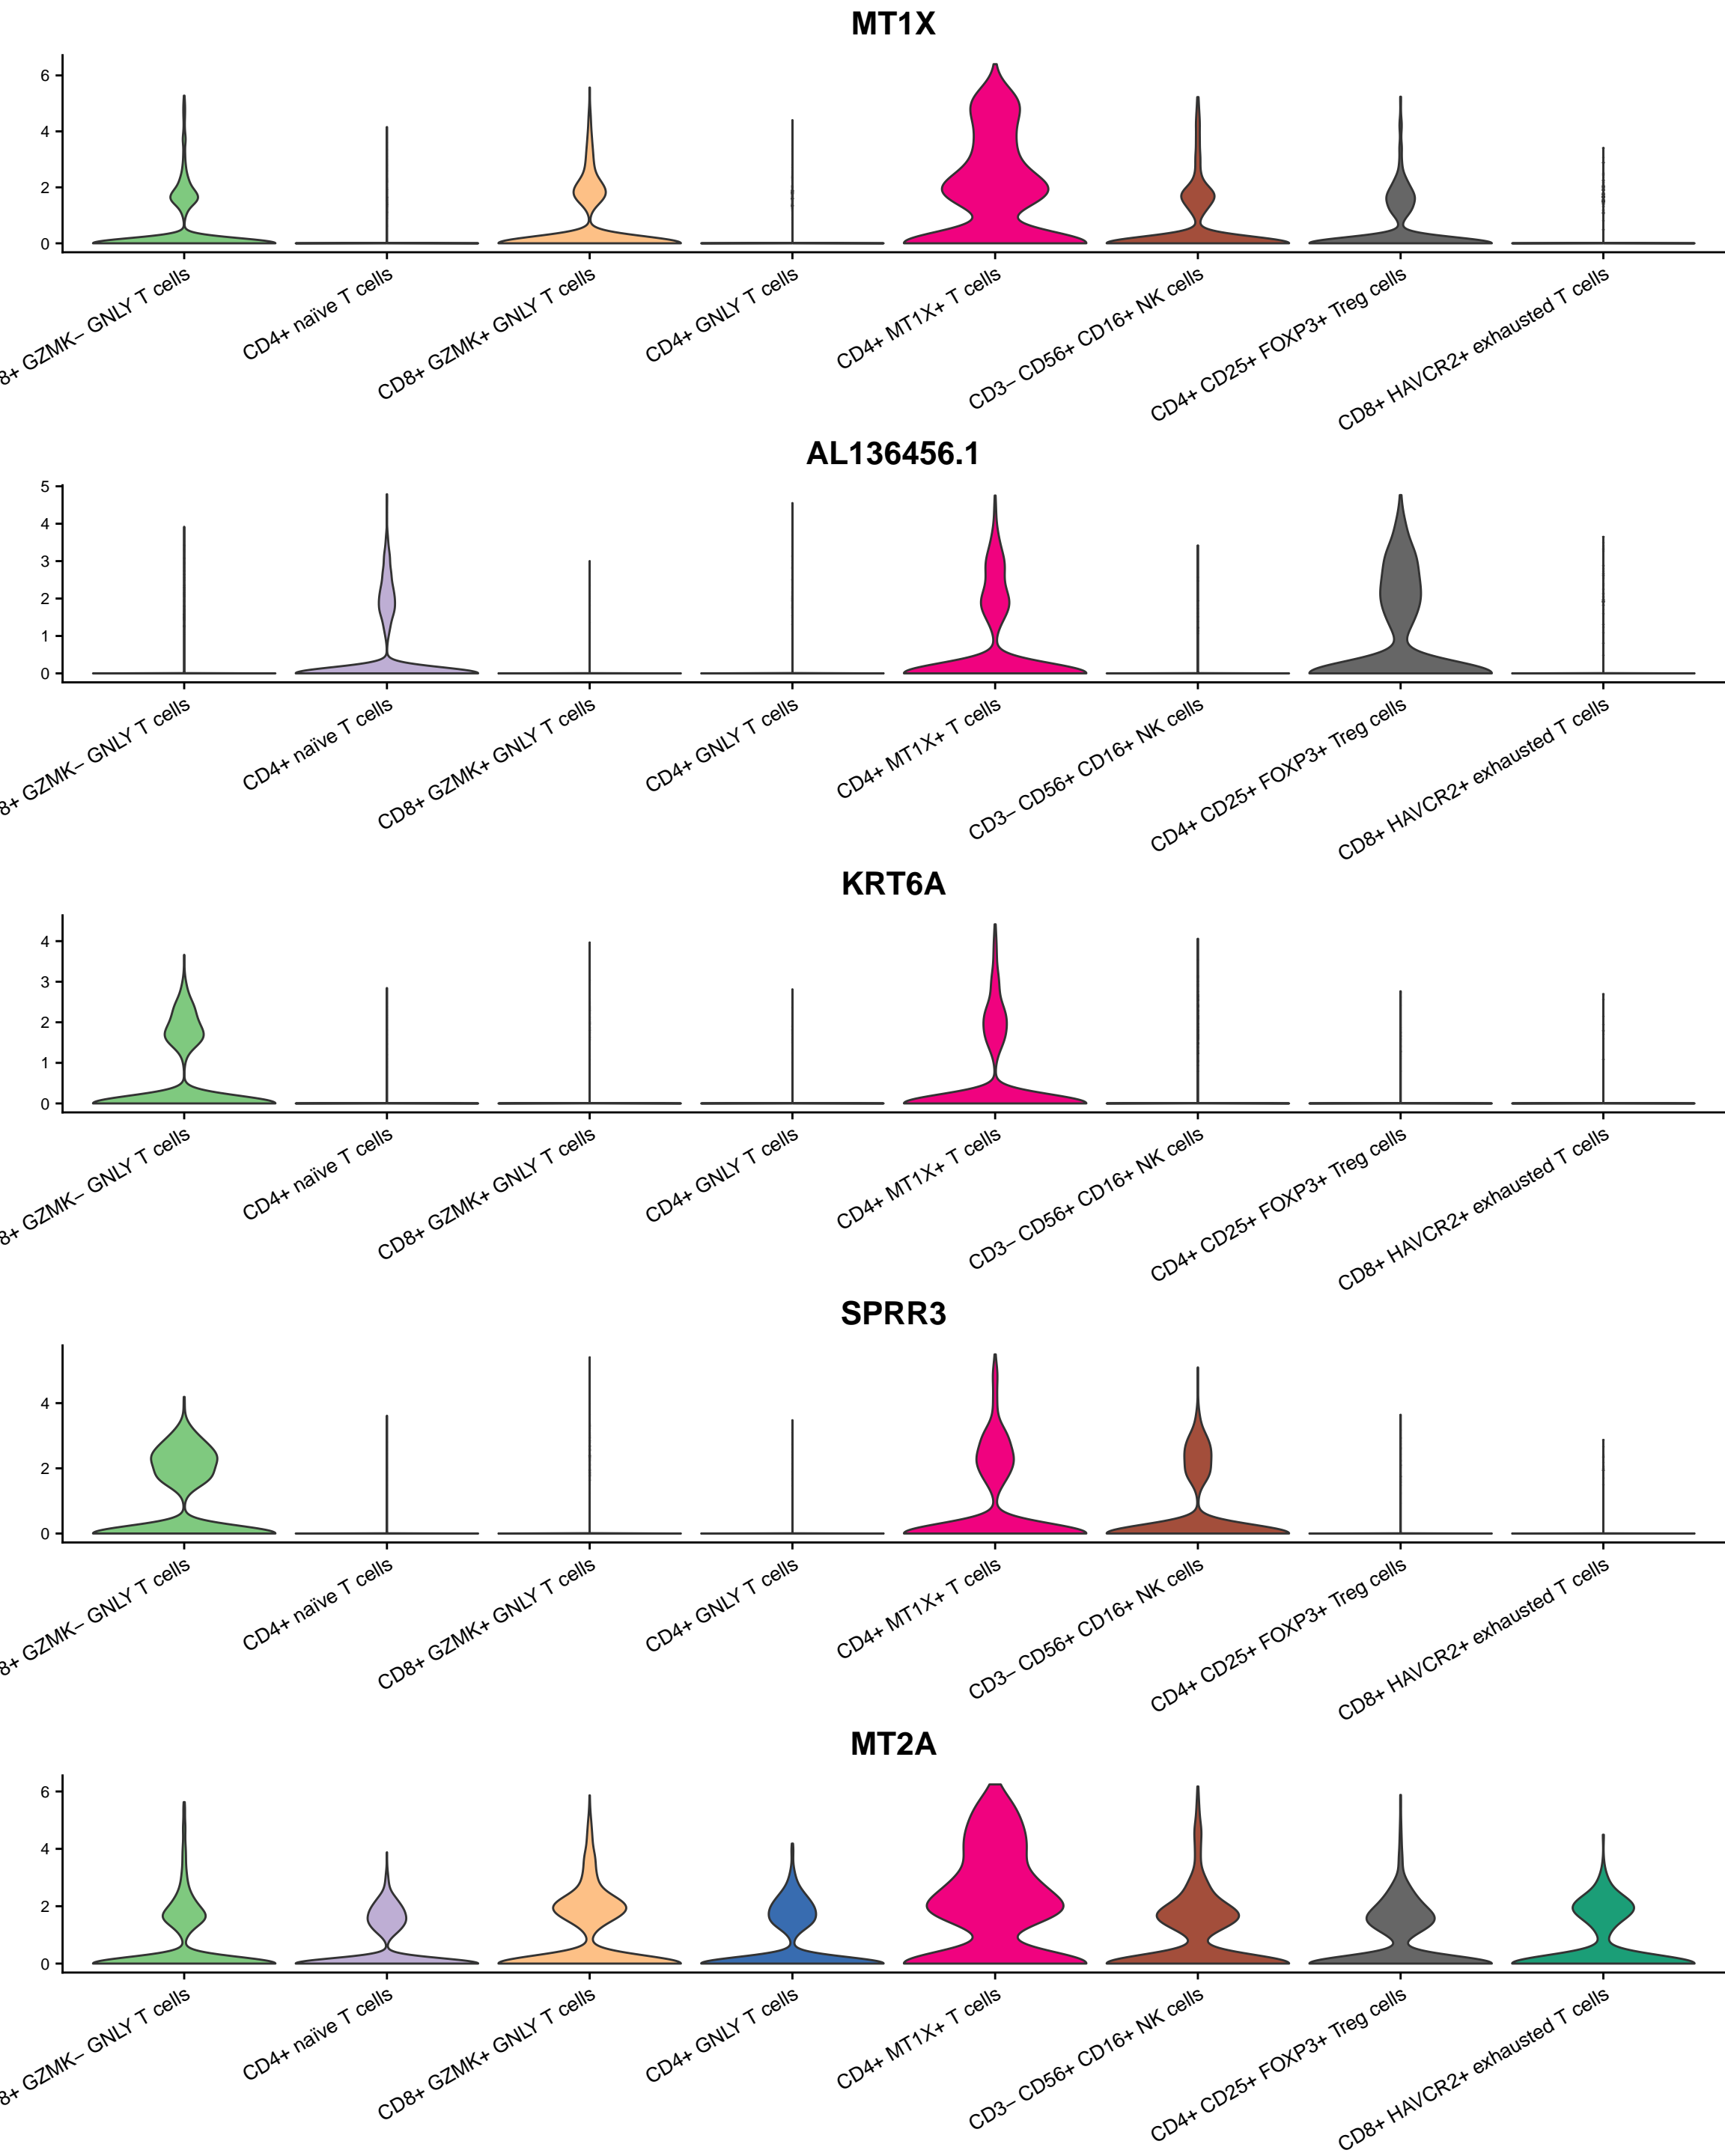 MT1X
6
4
2
0
8+ GZMK– GNLY T cells
CD4+ naïve T cells
CD8+ GZMK+ GNLY T cells
CD4+ GNLY T cells
CD4+ MT1X+ T cells
CD3– CD56+ CD16+ NK cells
CD4+ CD25+ FOXP3+ Treg cells
CD8+ HAVCR2+ exhausted T cells
AL136456.1
5
4
3
2
1
0
8+ GZMK– GNLY T cells
CD4+ naïve T cells
CD8+ GZMK+ GNLY T cells
CD4+ GNLY T cells
CD4+ MT1X+ T cells
CD3– CD56+ CD16+ NK cells
CD4+ CD25+ FOXP3+ Treg cells
CD8+ HAVCR2+ exhausted T cells
KRT6A
4
3
2
1
0
8+ GZMK– GNLY T cells
CD4+ naïve T cells
CD8+ GZMK+ GNLY T cells
CD4+ GNLY T cells
CD4+ MT1X+ T cells
CD3– CD56+ CD16+ NK cells
CD4+ CD25+ FOXP3+ Treg cells
CD8+ HAVCR2+ exhausted T cells
SPRR3
4
2
0
8+ GZMK– GNLY T cells
CD4+ naïve T cells
CD8+ GZMK+ GNLY T cells
CD4+ GNLY T cells
CD4+ MT1X+ T cells
CD3– CD56+ CD16+ NK cells
CD4+ CD25+ FOXP3+ Treg cells
CD8+ HAVCR2+ exhausted T cells
MT2A
6
4
2
0
8+ GZMK– GNLY T cells
CD4+ naïve T cells
CD8+ GZMK+ GNLY T cells
CD4+ GNLY T cells
CD4+ MT1X+ T cells
CD3– CD56+ CD16+ NK cells
CD4+ CD25+ FOXP3+ Treg cells
CD8+ HAVCR2+ exhausted T cells